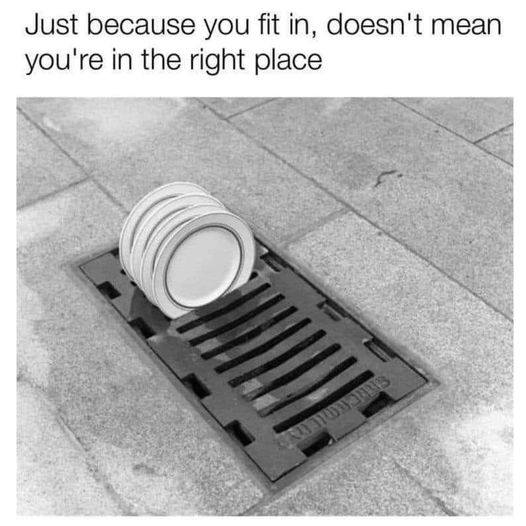 Just because you fit in, doesn't mean
you're in the right place